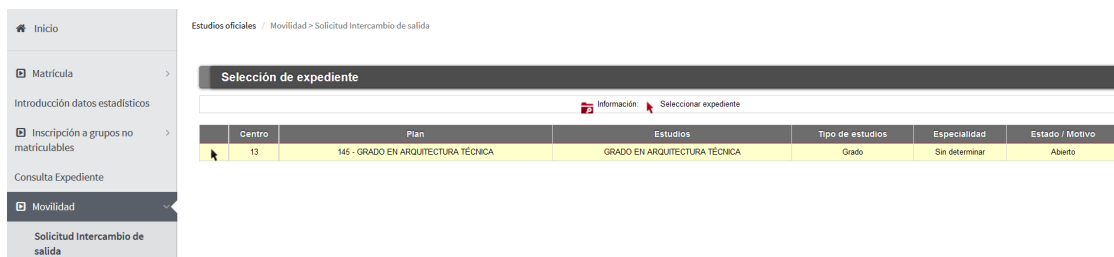 Inicio
Estudios oficiales / Movilidad > Solicitud Intercambio de salida
Matrícula
Introducción datos estadísticos
Inscripción a grupos no
matriculables
Consulta Expediente
Movilidad
Solicitud Intercambio de
salida
Selección de expediente
Información: Seleccionar expediente
Centro Plan Estudios Tipo de estudios Especialidad Estado / Motivo
13 145 - GRADO EN ARQUITECTURA TÉCNICA GRADO EN ARQUITECTURA TÉCNICA Grado Sin determinar Abierto